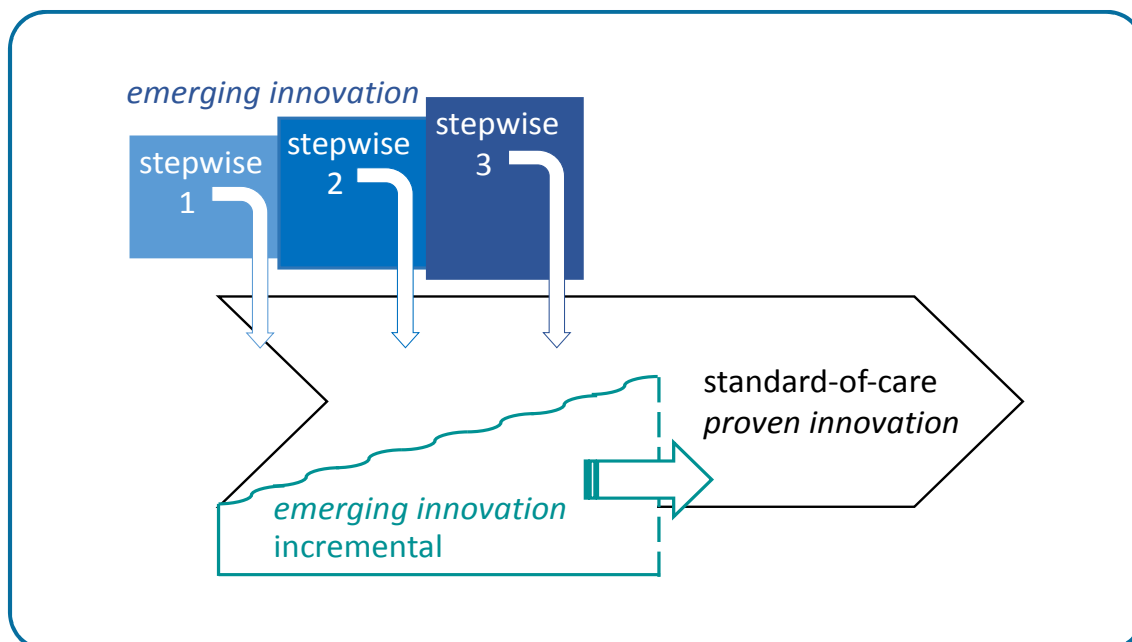 emerging innovation
stepwise
1
stepwise
2
stepwise
3
standard-of-care
proven innovation
emerging innovation
incremental